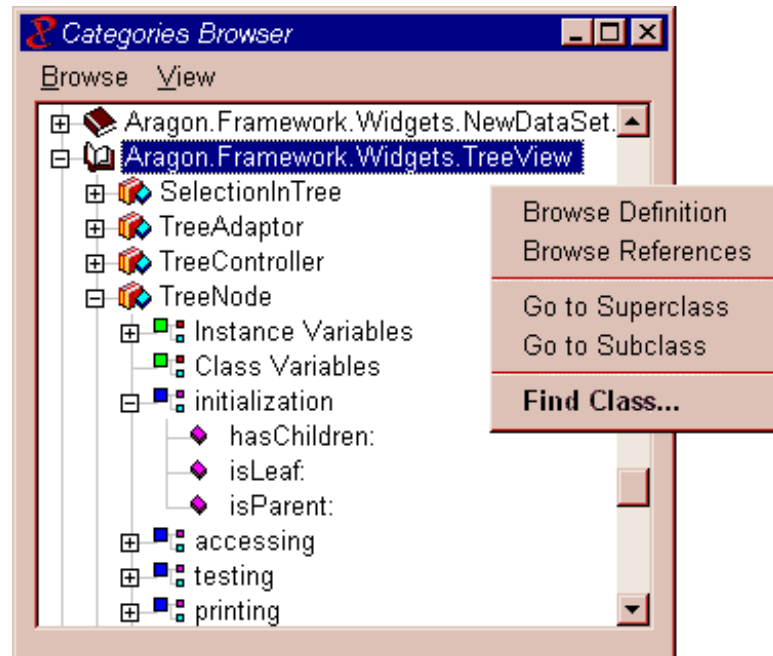 Categories Browser
Browse View
Aragon.Framework.Widgets.NewDataSet.
Aragon.Framework.Widgets.TreeView
SelectionInTree
TreeAdaptor
TreeController
TreeNode
Instance Variables
Class Variables
initialization
hasChildren:
isLeaf:
isParent:
accessing
testing
printing
Browse Definition
Browse References
Go to Superclass
Go to Subclass
Find Class...